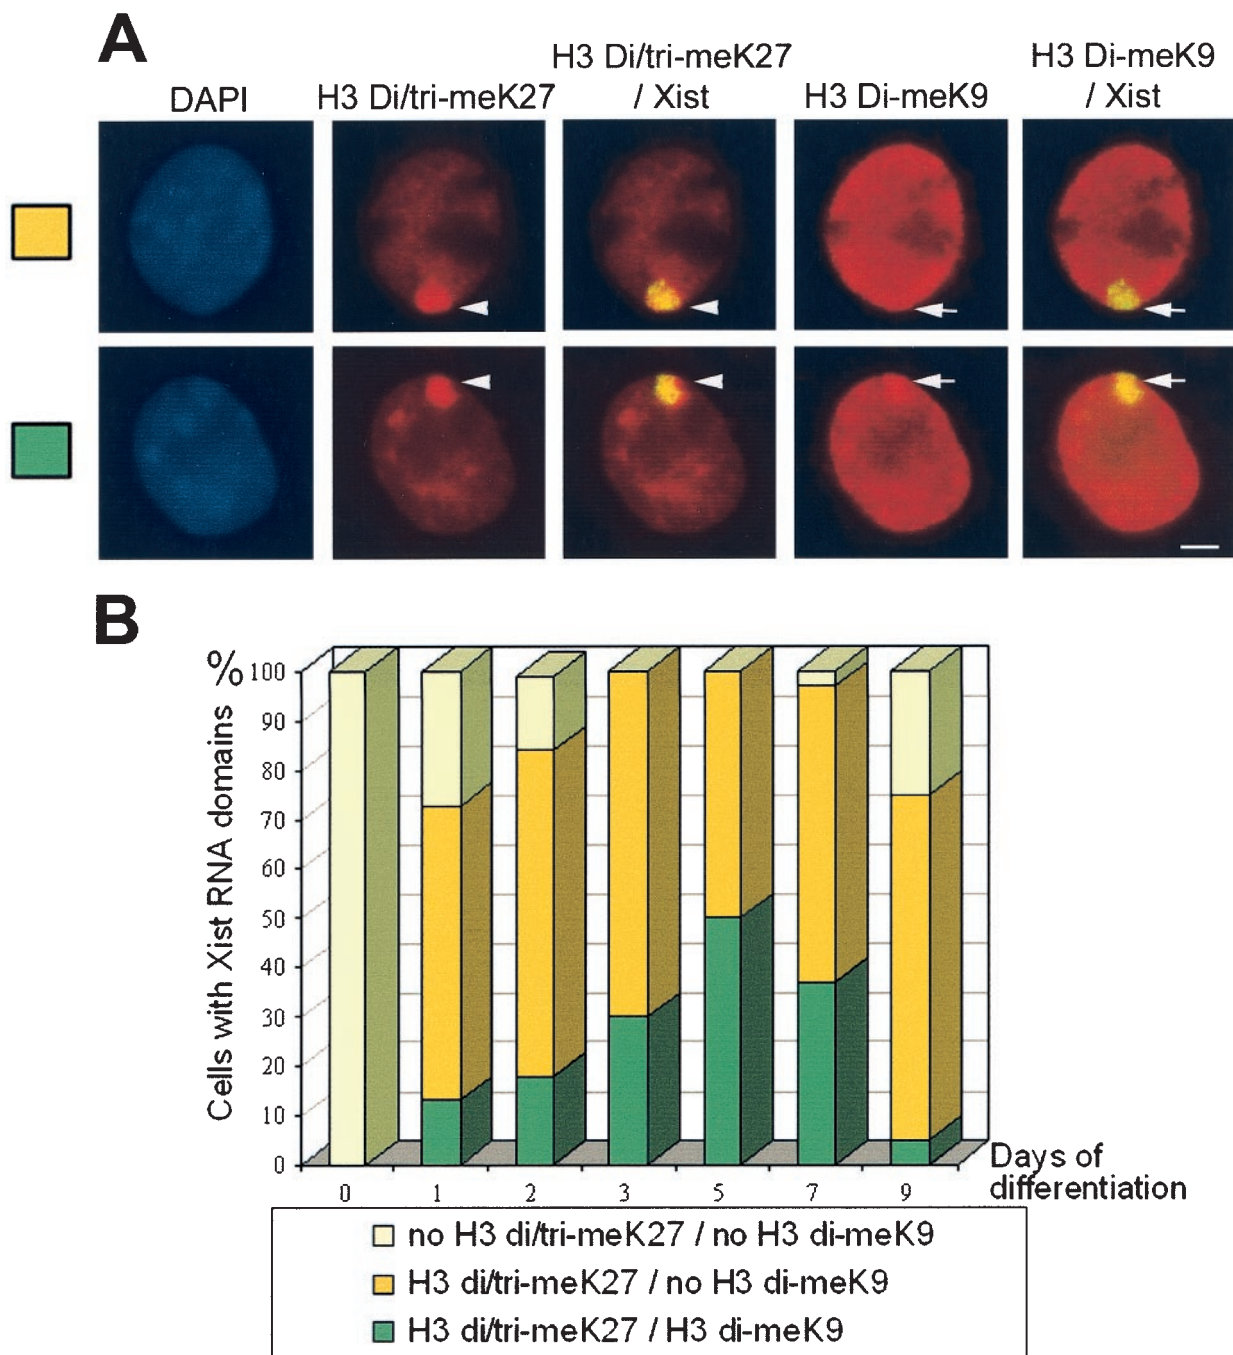 A
DAPI
H3 Di/tri-meK27
H3 Di/tri-meK27
/ Xist
H3 Di-meK9
H3 Di-meK9
/ Xist
B
%
Cells with Xist RNA domains
100
90
80
70
60
50
40
30
20
10
0
0 1 2 3 5 7 9
Days of
differentiation
no H3 di/tri-meK27 / no H3 di-meK9
H3 di/tri-meK27 / no H3 di-meK9
H3 di/tri-meK27 / H3 di-meK9